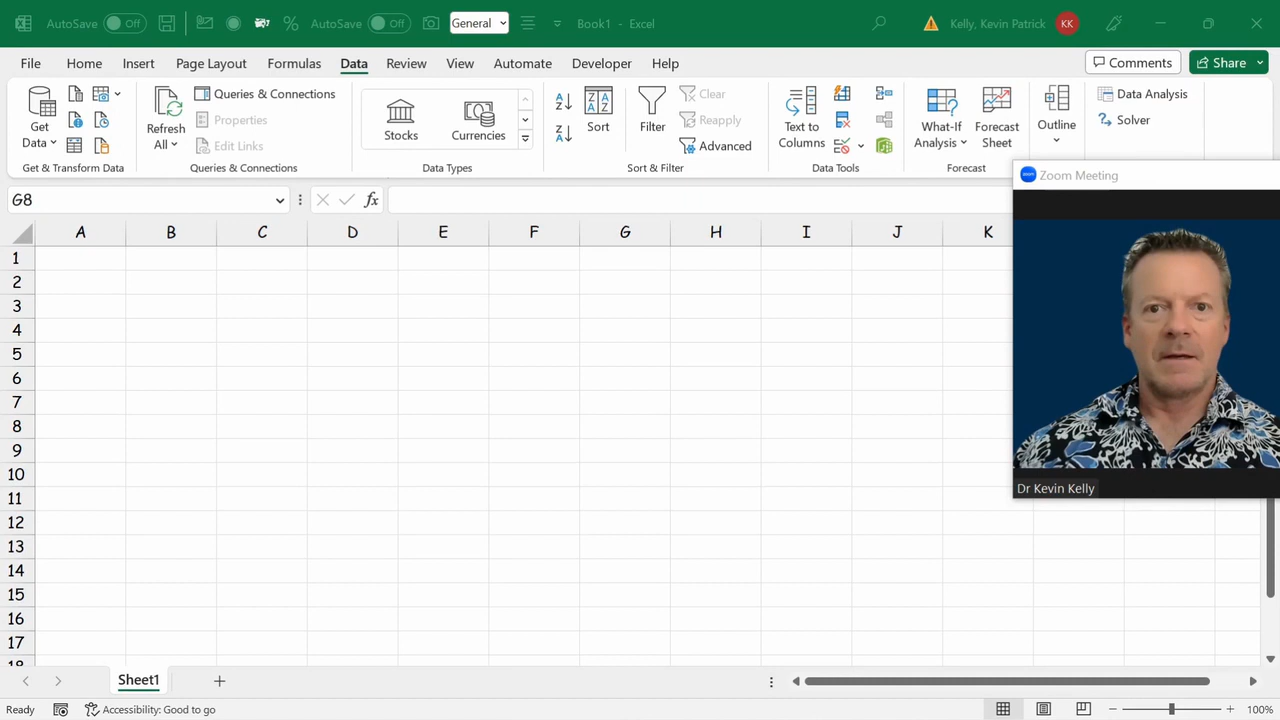 AutoSave Off AutoSave Off General Book1 - Excel Kelly, Kevin Patrick KK
File Home Insert Page Layout Formulas Data Review View Automate Developer Help Comments Share
Get Data
Refresh All
Queries & Connections
Properties
Edit Links
Stocks
Currencies
Sort
Filter
Clear
Reapply
Advanced
Text to Columns
What-If Analysis
Forecast Sheet
Outline
Data Analysis
Solver
Get & Transform Data Queries & Connections Data Types Sort & Filter Data Tools Forecast
zoom Zoom Meeting
G8 fx
A B C D E F G H I J K
1
2
3
4
5
6
7
8
9
Dr Kevin Kelly
10
11
12
13
14
15
16
17
18
Sheet1
Ready Accessibility: Good to go 100%